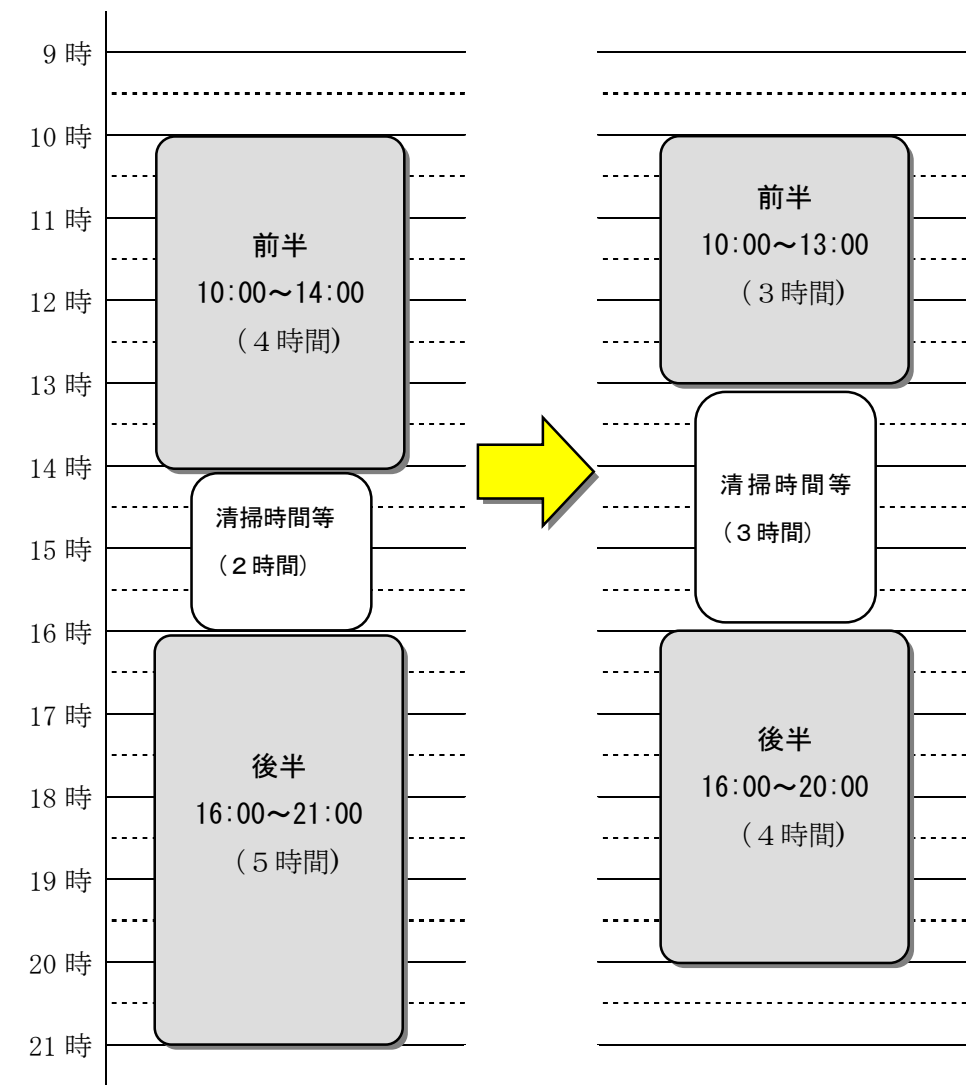 9時
10時
11時
12時
13時
14時
15時
16時
17時
18時
19時
20時
21時
前半
10:00～14:00
(４時間)
清掃時間等
(２時間)
後半
16:00～21:00
(５時間)
前半
10:00～13:00
(３時間)
清掃時間等
(３時間)
後半
16:00～20:00
(４時間)